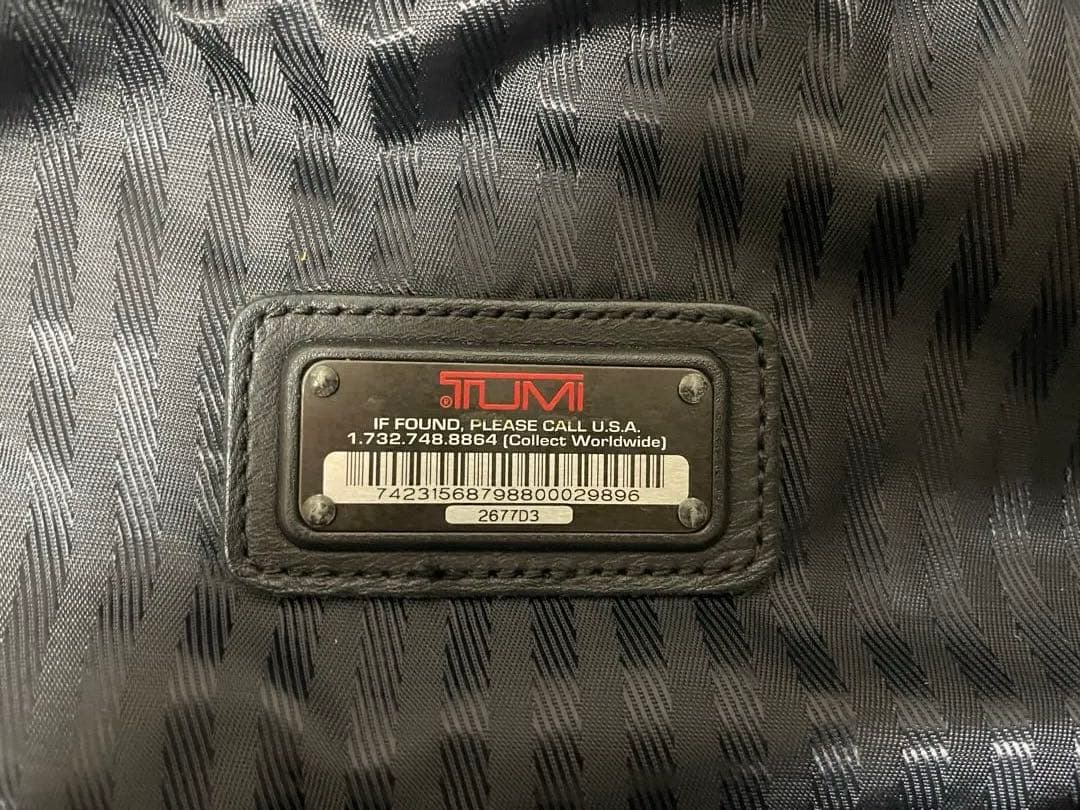 ®TUMI
IF FOUND, PLEASE CALL U.S.A.
1.732.748.8864 (Collect Worldwide)
74231568798800029896
2677D3